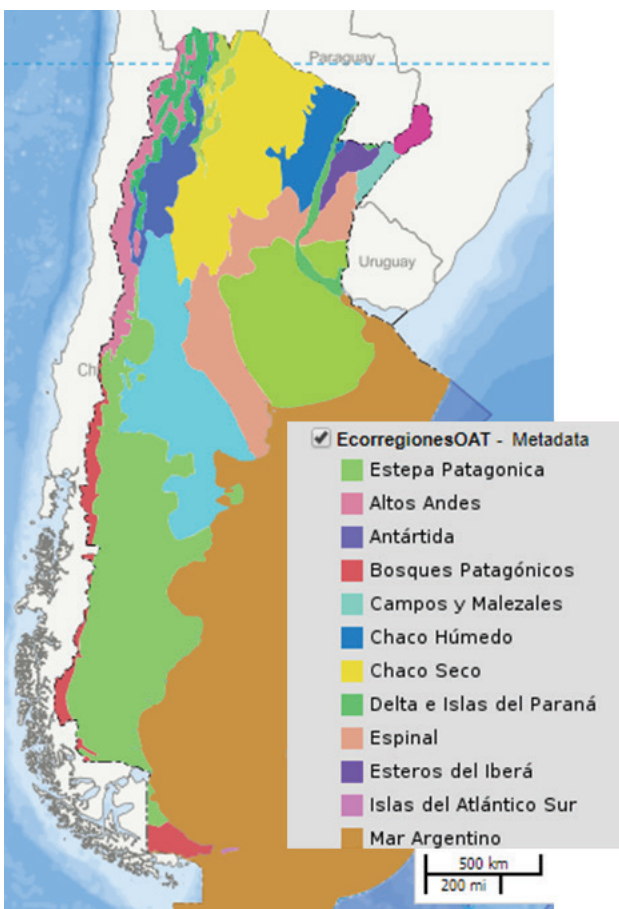 Paraguay
Uruguay
Ch
EcorregionesOAT - Metadata
Estepa Patagonica
Altos Andes
Antártida
Bosques Patagónicos
Campos y Malezales
Chaco Húmedo
Chaco Seco
Delta e Islas del Paraná
Espinal
Esteros del Iberá
Islas del Atlántico Sur
Mar Argentino
500 km
200 mi